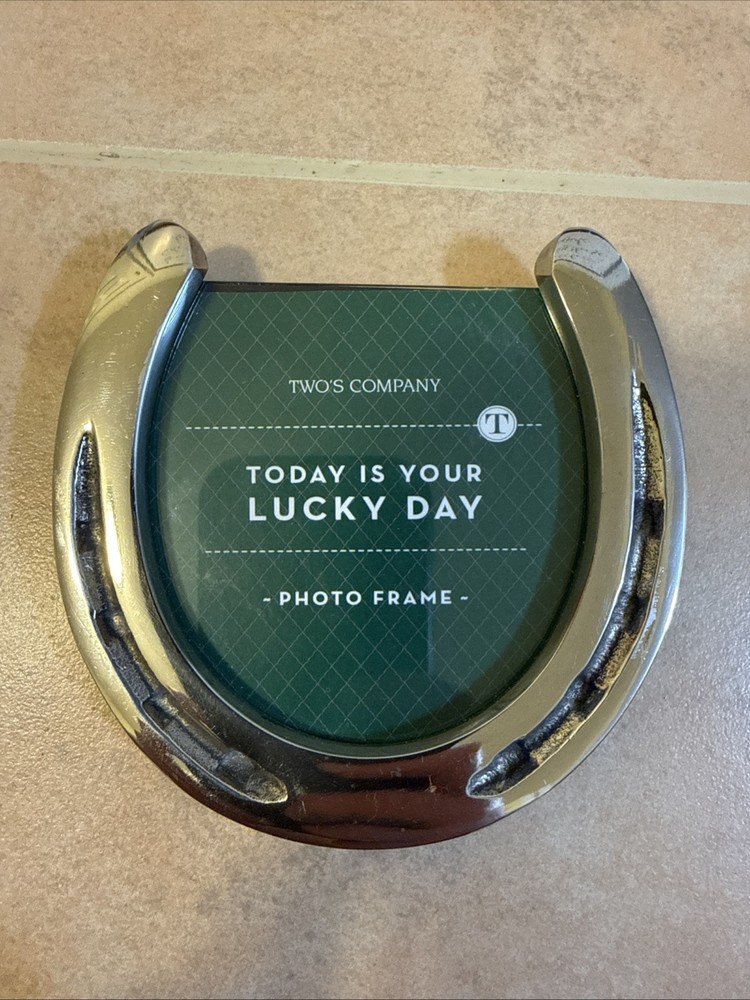 TWO'S COMPANY
T
TODAY IS YOUR
LUCKY DAY
~ PHOTO FRAME ~